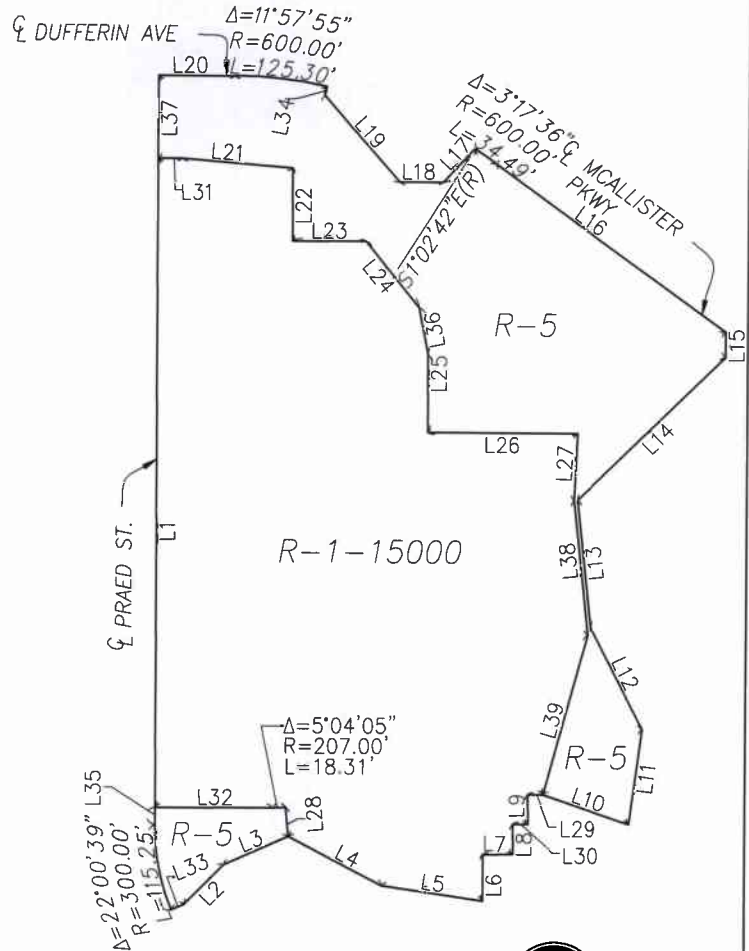 ℄ DUFFERIN AVE
Δ=11°57'55"
R=600.00'
L=125.30'
L20
L37
L34
L19
L18
L17
Δ=3°17'36"
R=600.00'
L=34.49'
℄ MCALLISTER
PKWY
L16
L31
L21
L22
L23
L24
S1°02'42"E(R)
L36
R-5
L15
L25
L26
L27
L14
℄ PRAED ST.
L1
R-1-15000
L38
L13
L12
L39
R-5
L11
L10
Δ=5°04'05"
R=207.00'
L=18.31'
L35
L32
L28
R-5
L3
L33
L2
Δ=22°00'39"
R=300.00'
L=115.25'
L4
L5
L6
L7
L8
L9
L29
L30